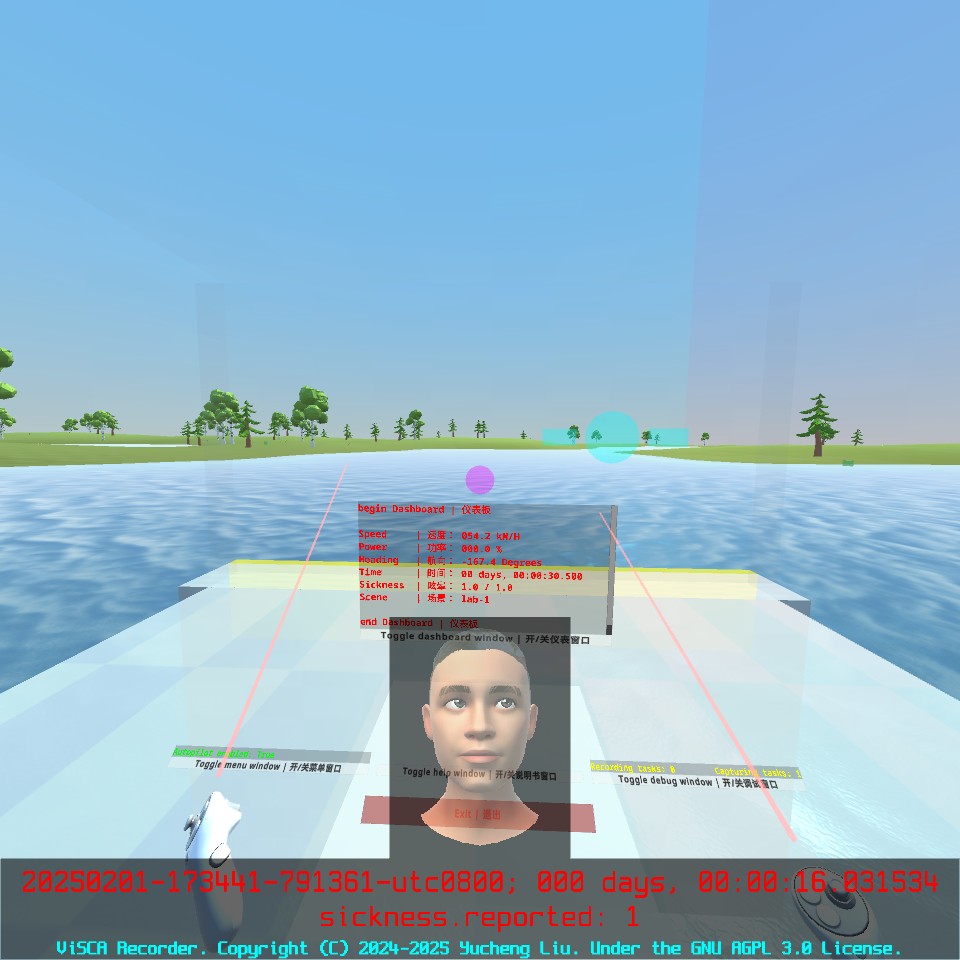 begin Dashboard | 仪表板
Speed | 速度： 054.2 kM/H
Power | 功率： 000.0 %
Heading | 航向： -167.4 Degrees
Time | 时间： 00 days, 00:00:30.500
Sickness | 眩晕： 1.0 / 1.0
Scene | 场景： lab-1
end Dashboard | 仪表板
Toggle dashboard window | 开/关仪表窗口
Autopilot engine: True
Toggle menu window | 开/关菜单窗口
Toggle help window | 开/关说明书窗口
Recording tasks: 0 Capturing tasks: 1
Toggle debug window | 开/关调试窗口
Exit | 退出
20250201-173441-791361-utc0800; 000 days, 00:00:16.031534
sickness.reported: 1
ViSCA Recorder. Copyright (C) 2024-2025 Yucheng Liu. Under the GNU AGPL 3.0 License.